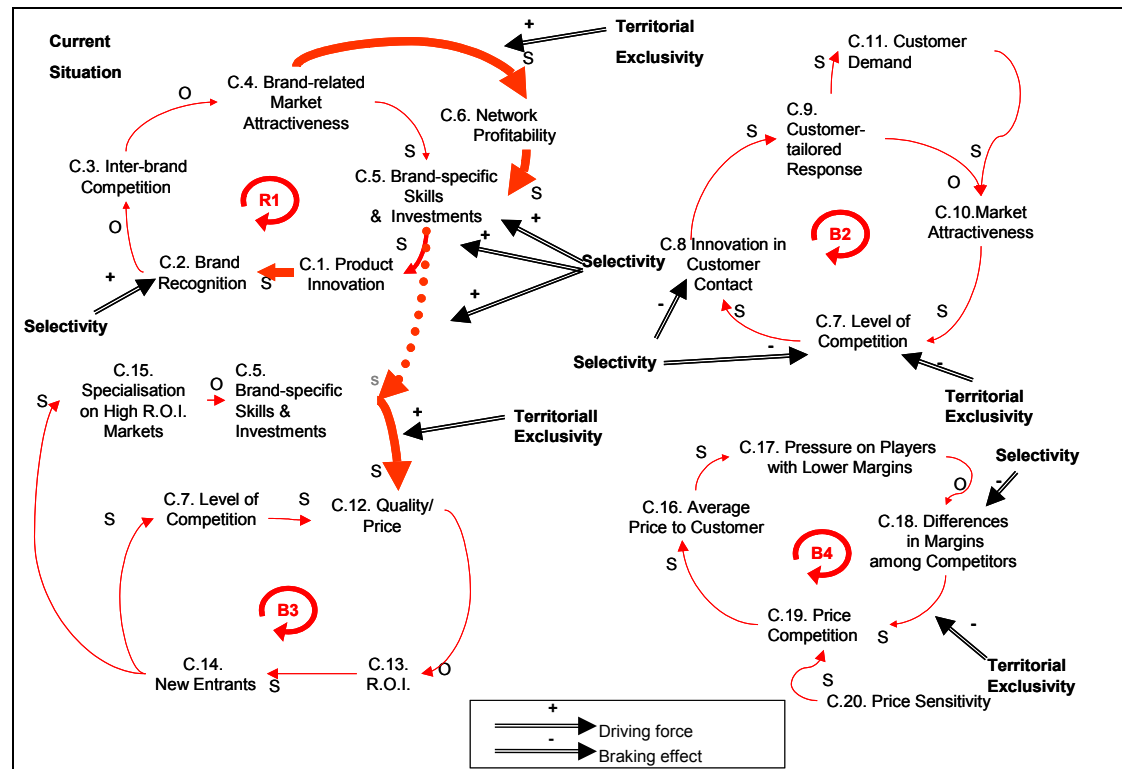 Current
Situation
+
Territorial
Exclusivity
S
C.4. Brand-related
Market
Attractiveness
O
S
C.6. Network
Profitability
C.3. Inter-brand
Competition
S
C.5. Brand-specific
Skills
& Investments
S
R1
O
S
C.1. Product
Innovation
C.2. Brand
Recognition
S
+
Selectivity
+
+
+
Selectivity
C.11. Customer
Demand
S
C.9.
Customer-
tailored
Response
S
S
O
C.10.Market
Attractiveness
B2
C.8 Innovation in
Customer
Contact
-
S
S
C.7. Level of
Competition
-
Selectivity
-
Territorial
Exclusivity
C.15.
Specialisation
on High R.O.I.
Markets
S
O
C.5.
Brand-specific
Skills &
Investments
s
+
Territoriall
Exclusivity
S
C.7. Level of
Competition
S
S
C.12. Quality/
Price
B3
C.14.
New Entrants
S
C.13.
R.O.I.
O
C.17. Pressure on Players
with Lower Margins
S
O
Selectivity
-
C.16. Average
Price to Customer
C.18. Differences
in Margins
among Competitors
B4
S
C.19. Price
Competition
S
-
Territorial
Exclusivity
S
C.20. Price Sensitivity
+
Driving force
-
Braking effect